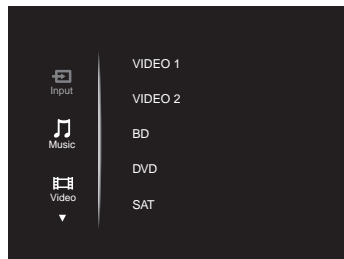 Input
Music
Video
VIDEO 1
VIDEO 2
BD
DVD
SAT